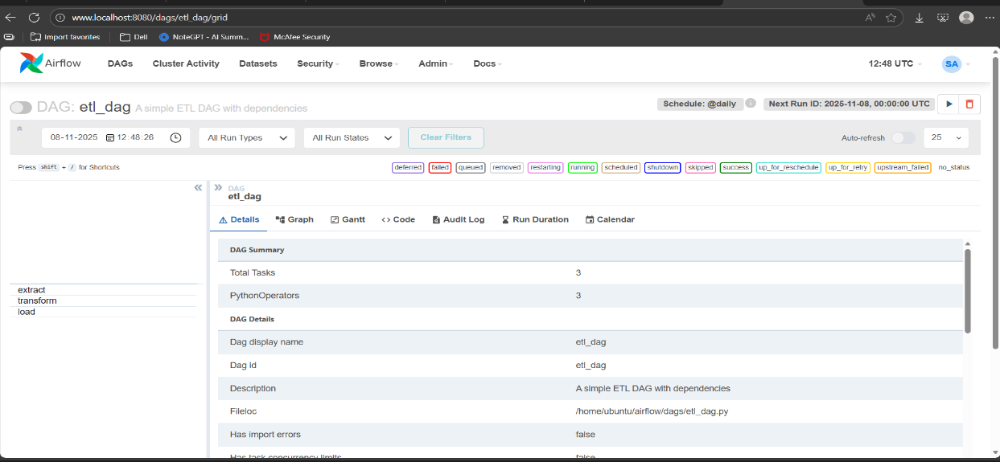 www.localhost:8080/dags/etl_dag/grid
Import favorites Dell NoteGPT - AI Summ... McAfee Security
Airflow DAGs Cluster Activity Datasets Security Browse Admin Docs 12:48 UTC SA
DAG: etl_dag A simple ETL DAG with dependencies Schedule: @daily Next Run ID: 2025-11-08, 00:00:00 UTC
08-11-2025 12:48:26 All Run Types All Run States Clear Filters Auto-refresh 25
Press shift + / for Shortcuts deferred failed queued removed restarting running scheduled shutdown skipped success up_for_reschedule up_for_retry upstream_failed no_status
DAG
etl_dag
Details Graph Gantt Code Audit Log Run Duration Calendar
extract
transform
load
DAG Summary
Total Tasks 3
PythonOperators 3
DAG Details
Dag display name etl_dag
Dag id etl_dag
Description A simple ETL DAG with dependencies
Fileloc /home/ubuntu/airflow/dags/etl_dag.py
Has import errors false
Has task concurrency limits false